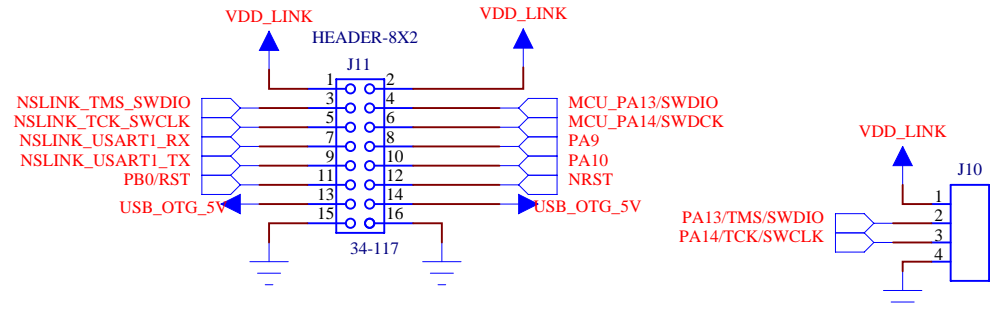 VDD_LINK
VDD_LINK
HEADER-8X2
J11
1 2
NSLINK_TMS_SWDIO 3 4 MCU_PA13/SWDIO
NSLINK_TCK_SWCLK 5 6 MCU_PA14/SWDCK
NSLINK_USART1_RX 7 8 PA9
NSLINK_USART1_TX 9 10 PA10
PB0/RST 11 12 NRST
USB_OTG_5V 13 14 USB_OTG_5V
15 16
34-117
VDD_LINK
J10
1
PA13/TMS/SWDIO 2
PA14/TCK/SWCLK 3
4